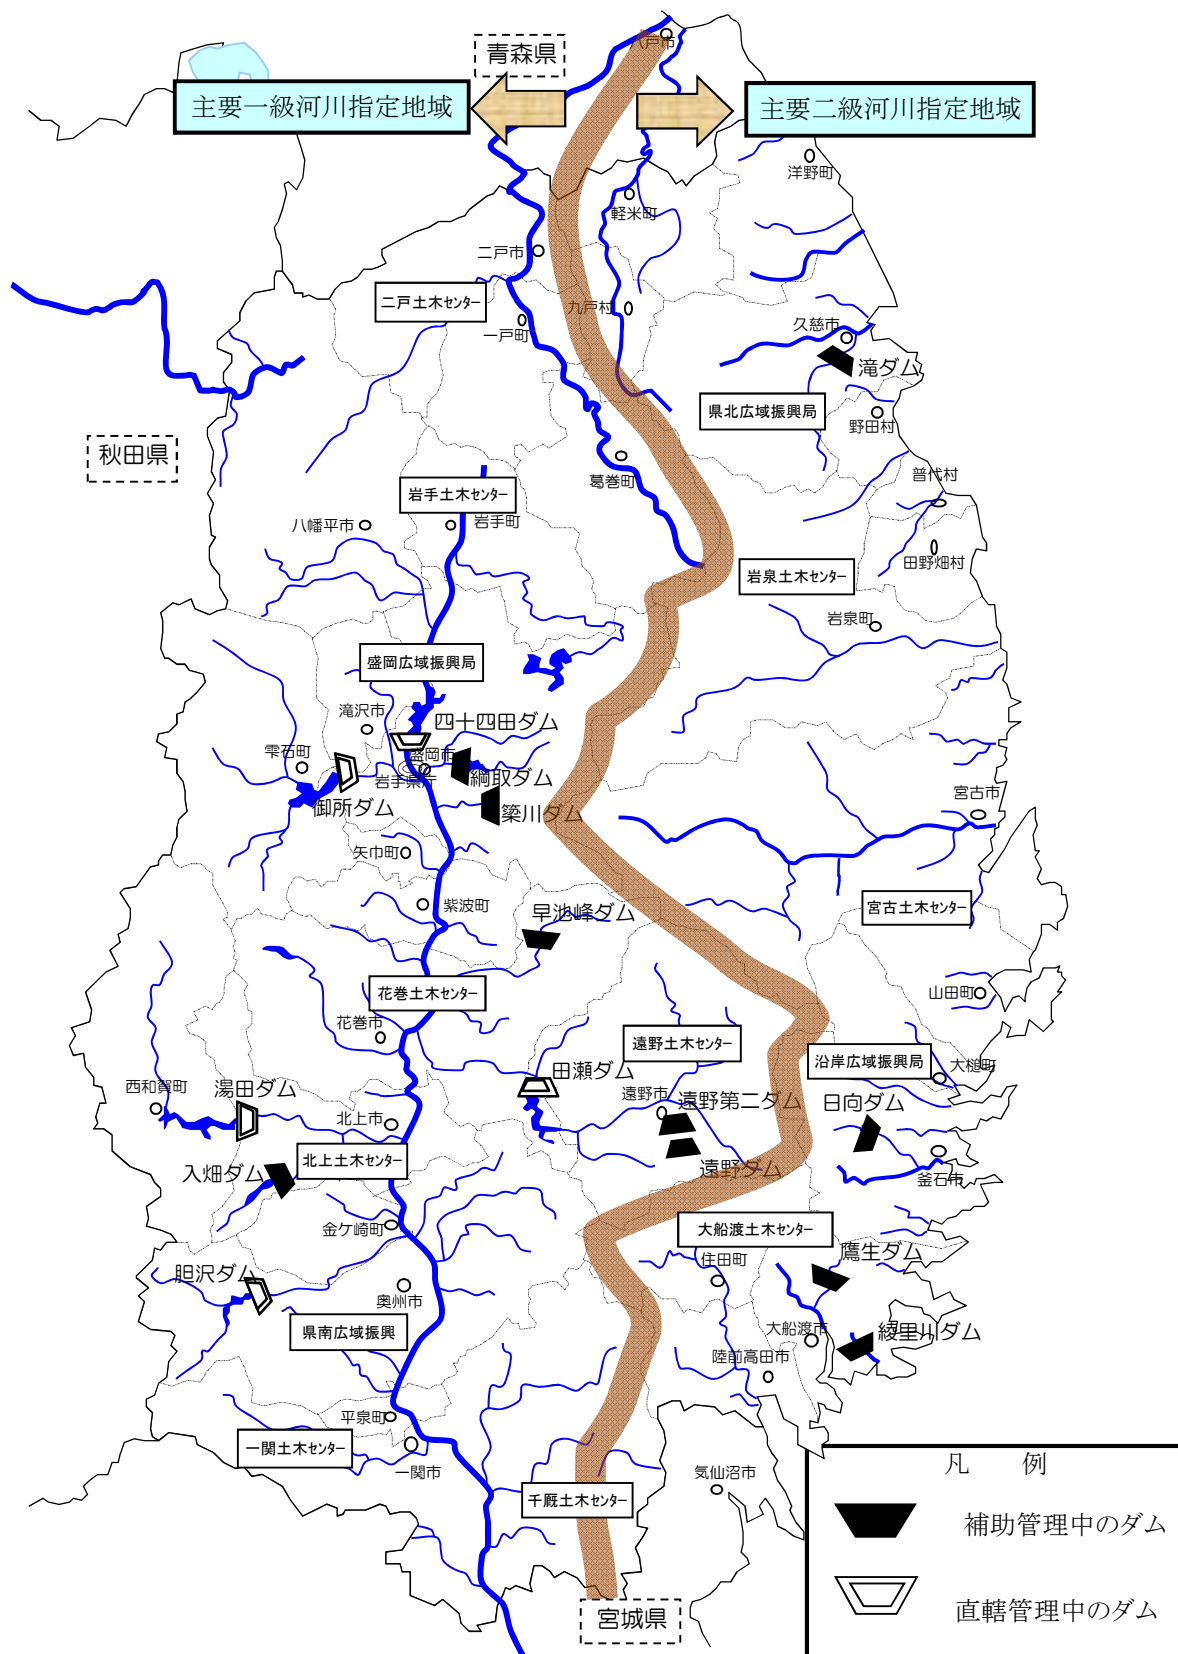 八戸市
青森県
主要一級河川指定地域
主要二級河川指定地域
洋野町
軽米町
二戸市
二戸土木センター
九戸村
一戸町
久慈市
滝ダム
県北広域振興局
野田村
秋田県
葛巻町
普代村
岩手土木センター
八幡平市
岩手町
田野畑村
岩泉土木センター
岩泉町
盛岡広域振興局
滝沢市
四十四田ダム
雫石町
盛岡市
岩手県庁
綱取ダム
御所ダム
簗川ダム
宮古市
矢巾町
紫波町
早池峰ダム
宮古土木センター
花巻土木センター
山田町
花巻市
遠野土木センター
沿岸広域振興局
大槌町
田瀬ダム
西和賀町
湯田ダム
遠野市
遠野第二ダム
日向ダム
北上市
北上土木センター
入畑ダム
遠野ダム
釜石市
金ケ崎町
大船渡土木センター
鷹生ダム
住田町
胆沢ダム
奥州市
県南広域振興
大船渡市
綾里川ダム
陸前高田市
平泉町
一関土木センター
一関市
気仙沼市
千厩土木センター
宮城県
凡　例
補助管理中のダム
直轄管理中のダム